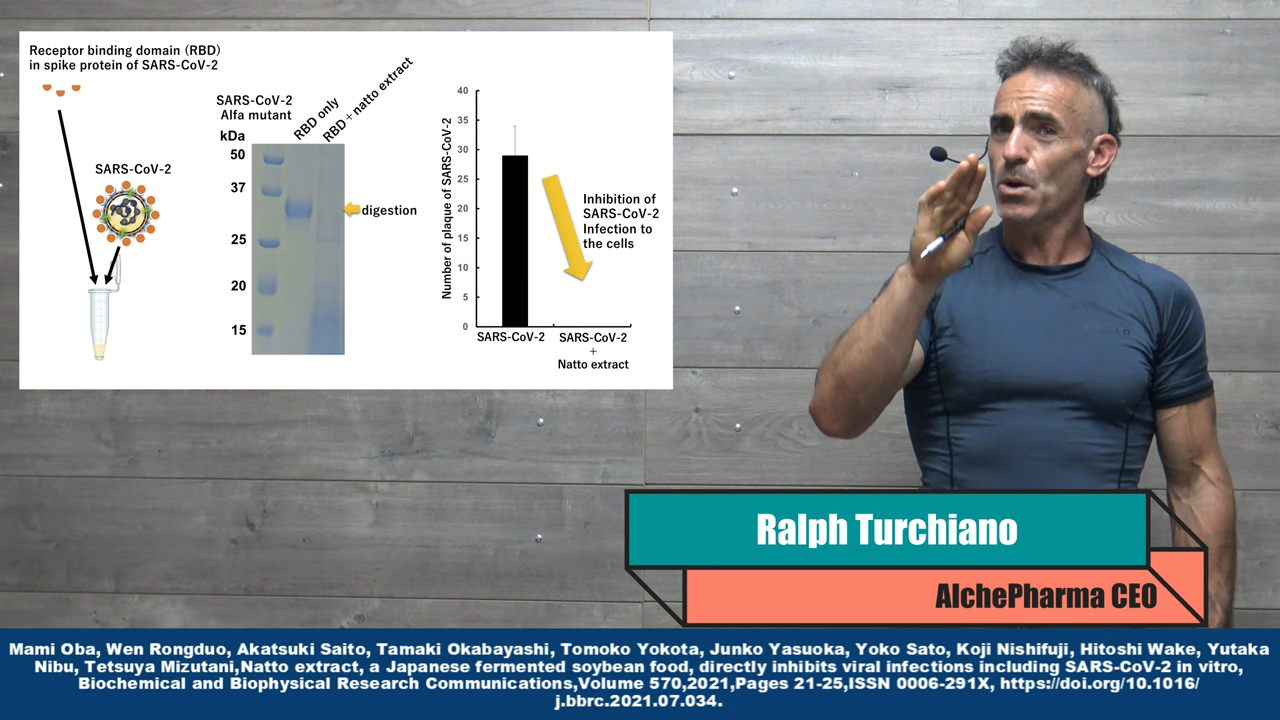 Receptor binding domain (RBD)
in spike protein of SARS-CoV-2
SARS-CoV-2
SARS-CoV-2
Alfa mutant
RBD only
RBD + natto extract
kDa
50
37
25
20
15
digestion
Number of plaque of SARS-CoV-2
40
35
30
25
20
15
10
5
0
Inhibition of
SARS-CoV-2
Infection to
the cells
SARS-CoV-2
SARS-CoV-2
+
Natto extract
Ralph Turchiano
AlchePharma CEO
Mami Oba, Wen Rongduo, Akatsuki Saito, Tamaki Okabayashi, Tomoko Yokota, Junko Yasuoka, Yoko Sato, Koji Nishifuji, Hitoshi Wake, Yutaka
Nibu, Tetsuya Mizutani,Natto extract, a Japanese fermented soybean food, directly inhibits viral infections including SARS-CoV-2 in vitro,
Biochemical and Biophysical Research Communications,Volume 570,2021,Pages 21-25,ISSN 0006-291X, https://doi.org/10.1016/
j.bbrc.2021.07.034.